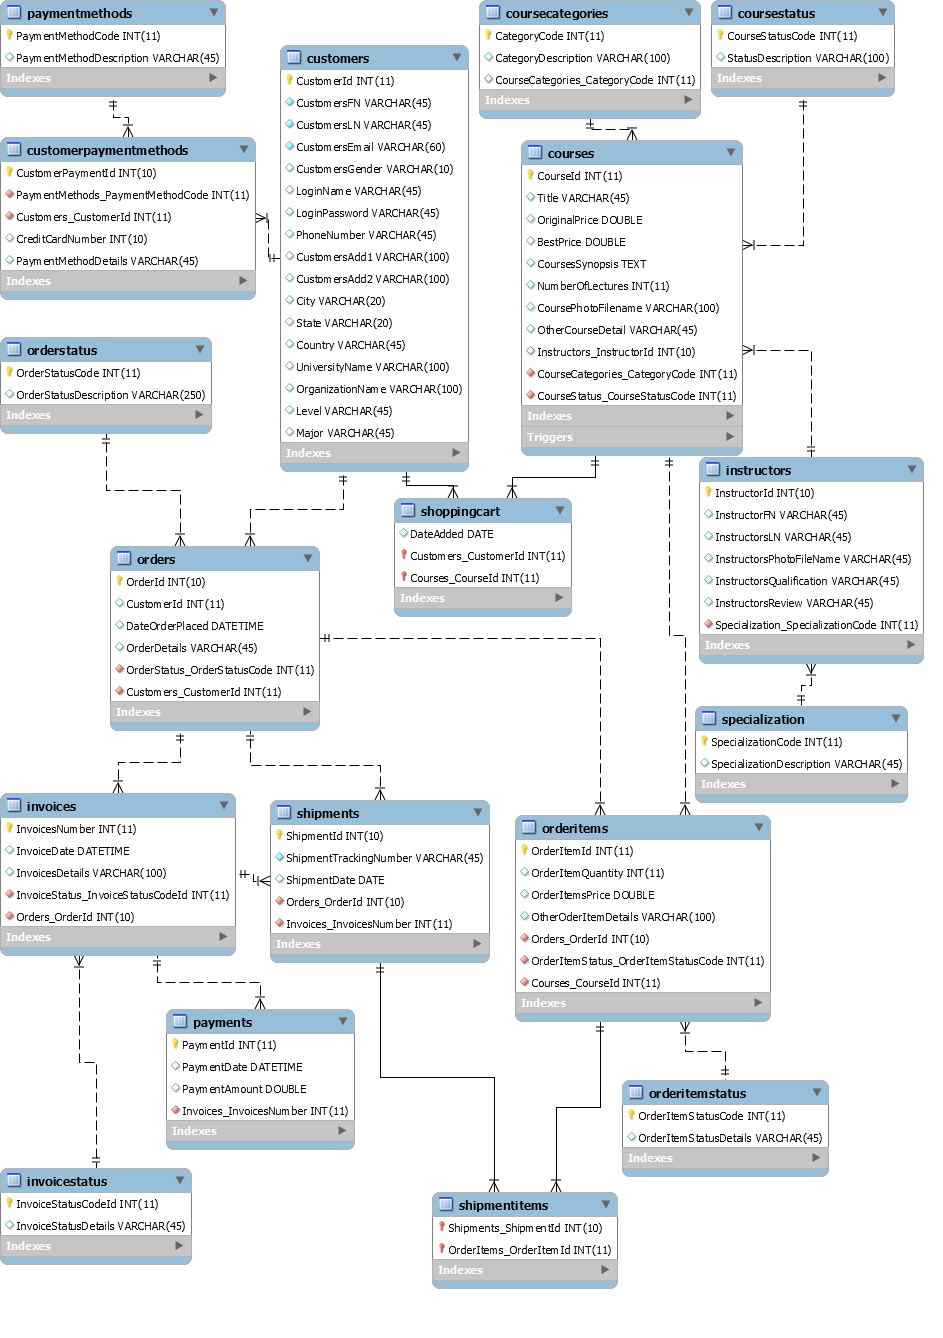 paymentmethods
PaymentMethodCode INT(11)
PaymentMethodDescription VARCHAR(45)
Indexes
customerpaymentmethods
CustomerPaymentId INT(10)
PaymentMethods_PaymentMethodCode INT(11)
Customers_CustomerId INT(11)
CreditCardNumber INT(10)
PaymentMethodDetails VARCHAR(45)
Indexes
customers
CustomerId INT(11)
CustomersFN VARCHAR(45)
CustomersLN VARCHAR(45)
CustomersEmail VARCHAR(60)
CustomersGender VARCHAR(10)
LoginName VARCHAR(45)
LoginPassword VARCHAR(45)
PhoneNumber VARCHAR(45)
CustomersAdd1 VARCHAR(100)
CustomersAdd2 VARCHAR(100)
City VARCHAR(20)
State VARCHAR(20)
Country VARCHAR(45)
UniversityName VARCHAR(100)
OrganizationName VARCHAR(100)
Level VARCHAR(45)
Major VARCHAR(45)
Indexes
coursecategories
CategoryCode INT(11)
CategoryDescription VARCHAR(100)
CourseCategories_CategoryCode INT(11)
Indexes
coursestatus
CourseStatusCode INT(11)
StatusDescription VARCHAR(100)
Indexes
courses
CourseId INT(11)
Title VARCHAR(45)
OriginalPrice DOUBLE
BestPrice DOUBLE
CoursesSynopsis TEXT
NumberOfLectures INT(11)
CoursePhotoFilename VARCHAR(100)
OtherCourseDetail VARCHAR(45)
Instructors_InstructorId INT(10)
CourseCategories_CategoryCode INT(11)
CourseStatus_CourseStatusCode INT(11)
Indexes
Triggers
orderstatus
OrderStatusCode INT(11)
OrderStatusDescription VARCHAR(250)
Indexes
shoppingcart
DateAdded DATE
Customers_CustomerId INT(11)
Courses_CourseId INT(11)
Indexes
instructors
InstructorId INT(10)
InstructorFN VARCHAR(45)
InstructorsLN VARCHAR(45)
InstructorsPhotoFileName VARCHAR(45)
InstructorsQualification VARCHAR(45)
InstructorsReview VARCHAR(45)
Specialization_SpecializationCode INT(11)
Indexes
orders
OrderId INT(10)
CustomerId INT(11)
DateOrderPlaced DATETIME
OrderDetails VARCHAR(45)
OrderStatus_OrderStatusCode INT(11)
Customers_CustomerId INT(11)
Indexes
specialization
SpecializationCode INT(11)
SpecializationDescription VARCHAR(45)
Indexes
invoices
InvoicesNumber INT(11)
InvoiceDate DATETIME
InvoicesDetails VARCHAR(100)
InvoiceStatus_InvoiceStatusCodeId INT(11)
Orders_OrderId INT(10)
Indexes
shipments
ShipmentId INT(10)
ShipmentTrackingNumber VARCHAR(45)
ShipmentDate DATE
Orders_OrderId INT(10)
Invoices_InvoicesNumber INT(11)
Indexes
orderitems
OrderItemId INT(11)
OrderItemQuantity INT(11)
OrderItemsPrice DOUBLE
OtherOderItemDetails VARCHAR(100)
Orders_OrderId INT(10)
OrderItemStatus_OrderItemStatusCode INT(11)
Courses_CourseId INT(11)
Indexes
payments
PaymentId INT(11)
PaymentDate DATETIME
PaymentAmount DOUBLE
Invoices_InvoicesNumber INT(11)
Indexes
orderitemstatus
OrderItemStatusCode INT(11)
OrderItemStatusDetails VARCHAR(45)
Indexes
invoicestatus
InvoiceStatusCodeId INT(11)
InvoiceStatusDetails VARCHAR(45)
Indexes
shipmentitems
Shipments_ShipmentId INT(10)
OrderItems_OrderItemId INT(11)
Indexes